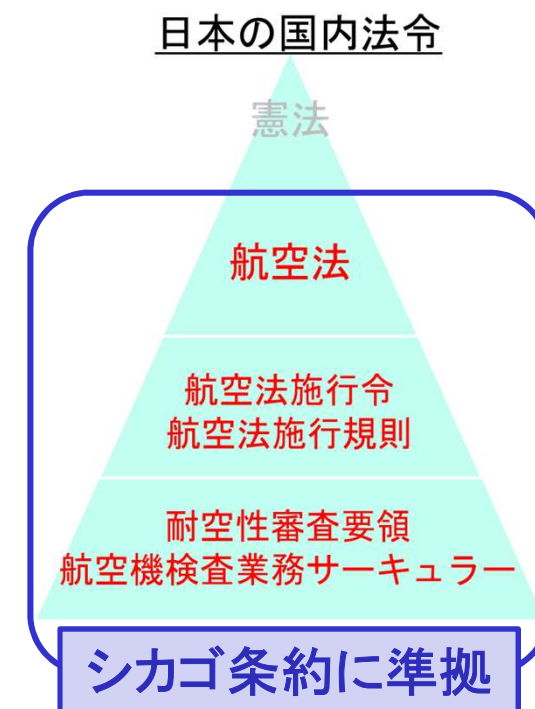 日本の国内法令
憲法
航空法
航空法施行令
航空法施行規則
耐空性審査要領
航空機検査業務サーキュラー
シカゴ条約に準拠